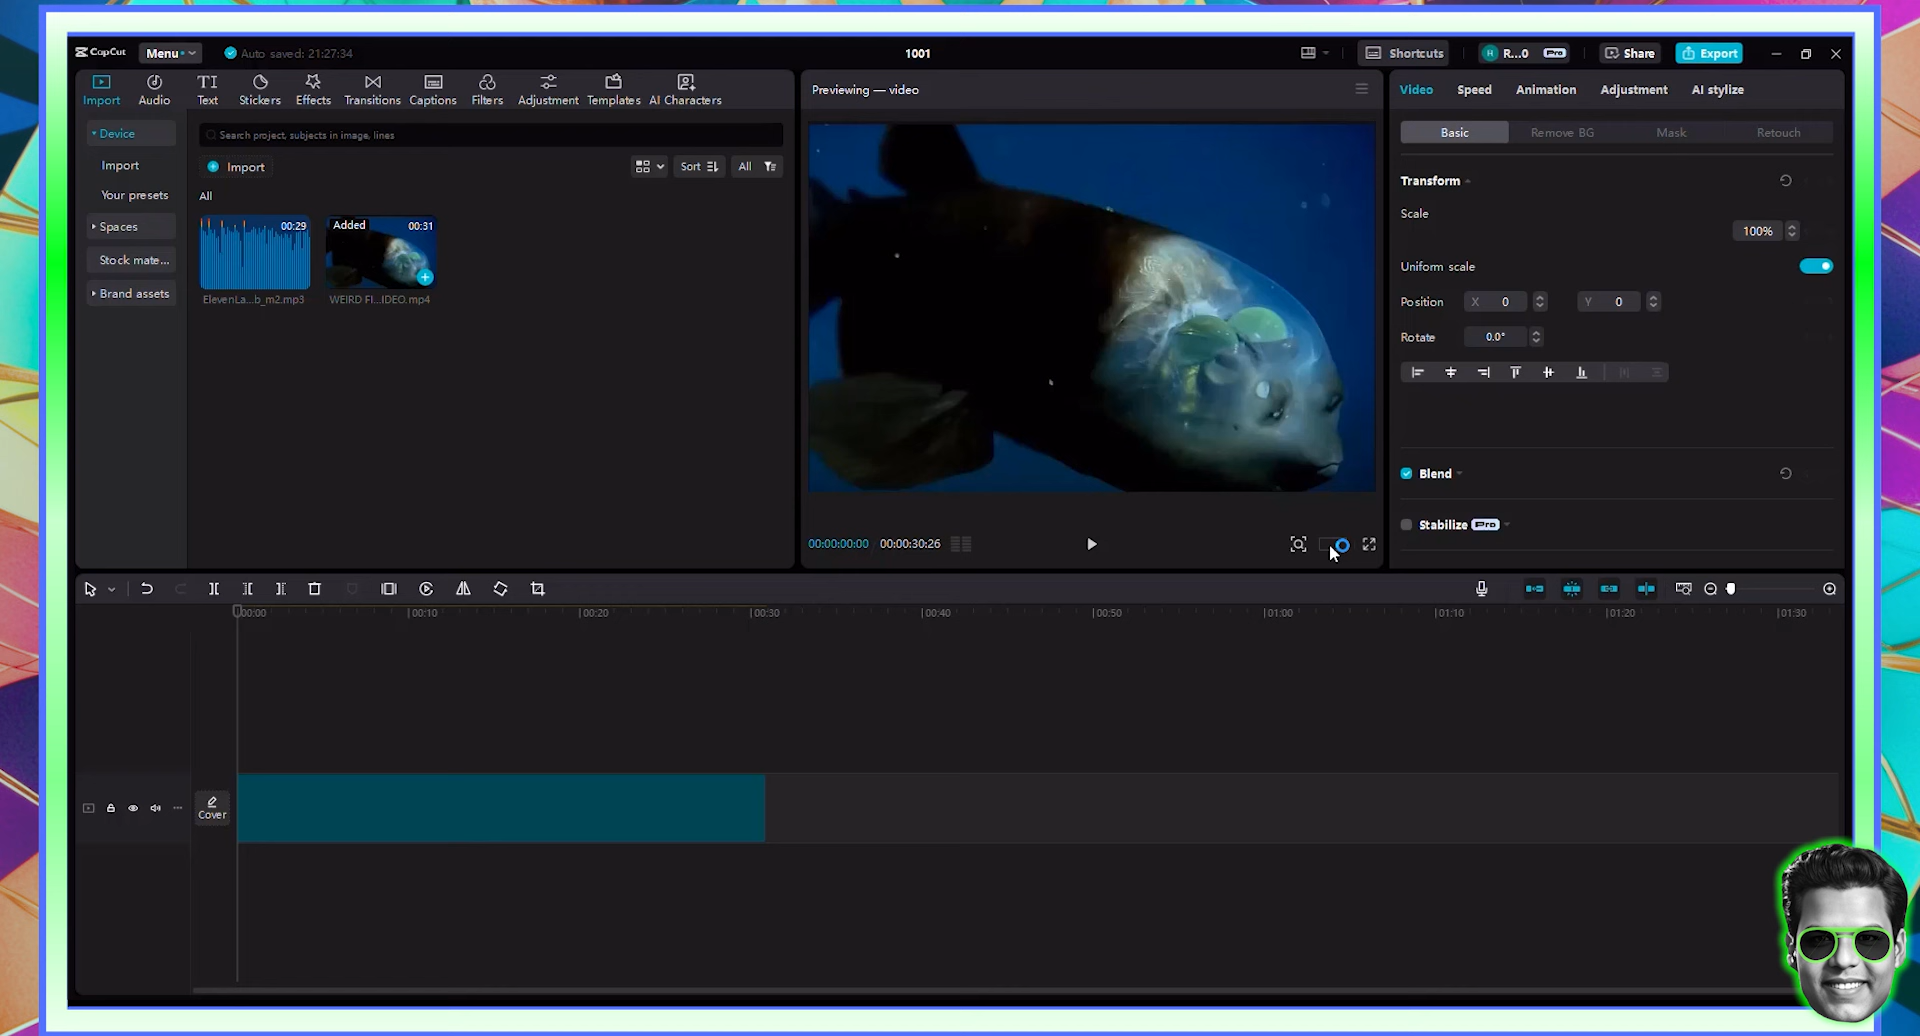 CapCut
Menu
Auto saved: 21:27:34
1001
Shortcuts
R...0
Pro
Share
Export
Import
Audio
TI
Text
Stickers
Effects
Transitions
Captions
Filters
Adjustment
Templates
AI Characters
Previewing — video
Video
Speed
Animation
Adjustment
AI stylize
Device
Import
Your presets
Spaces
Stock mate...
Brand assets
Search project, subjects in image, lines
Import
Sort
All
All
00:29
Added
00:31
ElevenLa...b_m2.mp3
WEIRD FI...IDEO.mp4
Basic
Remove BG
Mask
Retouch
Transform
Scale
100%
Uniform scale
Position
X 0
Y 0
Rotate
0.0°
Blend
Stabilize
Pro
00:00:00:00
00:00:30:26
00:00
00:10
00:20
00:30
00:40
00:50
01:00
01:10
01:20
01:30
Cover